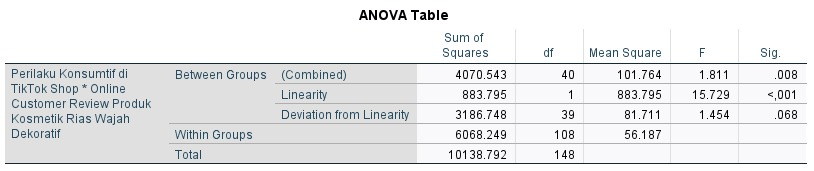 ANOVA Table
Sum of Squares df Mean Square F Sig.
Perilaku Konsumtif di TikTok Shop * Online Customer Review Produk Kosmetik Rias Wajah Dekoratif
Between Groups (Combined) 4070.543 40 101.764 1.811 .008
Linearity 883.795 1 883.795 15.729 <,001
Deviation from Linearity 3186.748 39 81.711 1.454 .068
Within Groups 6068.249 108 56.187
Total 10138.792 148